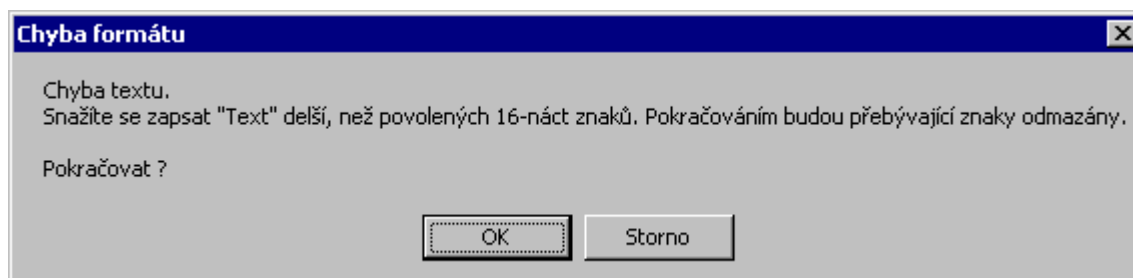 Chyba formátu
Chyba textu.
Snažíte se zapsat "Text" delší, než povolených 16-náct znaků. Pokračováním budou přebývající znaky odmazány.
Pokračovat ?
OK
Storno